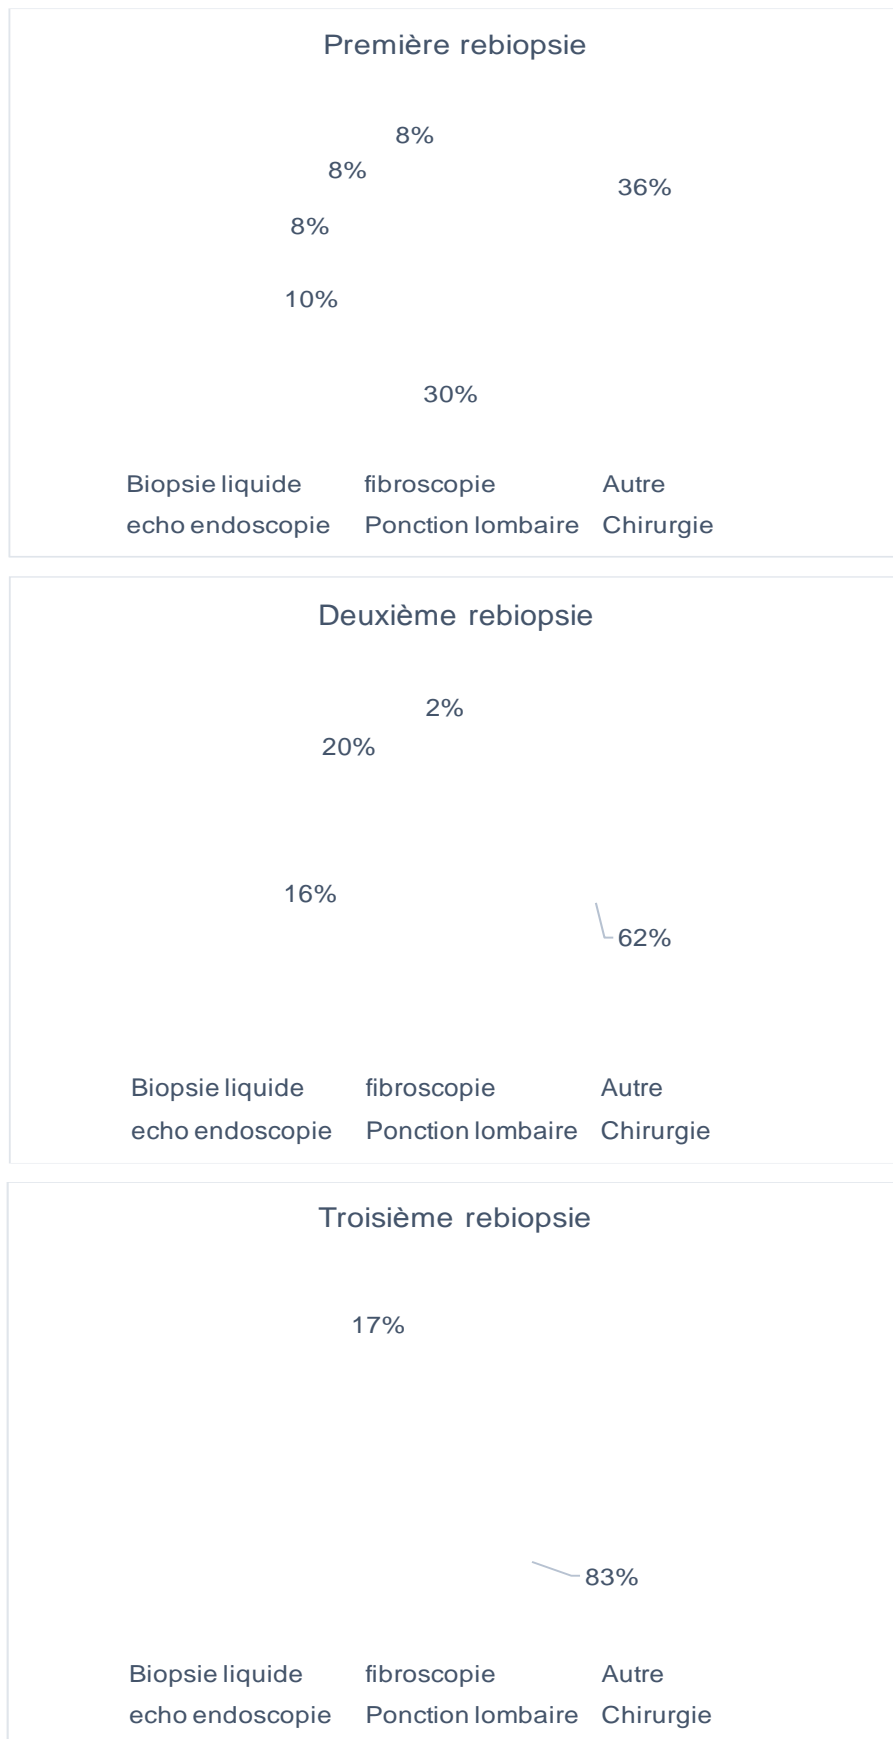 Première rebiopsie
8%
8%
36%
8%
10%
30%
Biopsie liquide fibroscopie Autre
echo endoscopie Ponction lombaire Chirurgie
Deuxième rebiopsie
2%
20%
16%
62%
Biopsie liquide fibroscopie Autre
echo endoscopie Ponction lombaire Chirurgie
Troisième rebiopsie
17%
83%
Biopsie liquide fibroscopie Autre
echo endoscopie Ponction lombaire Chirurgie